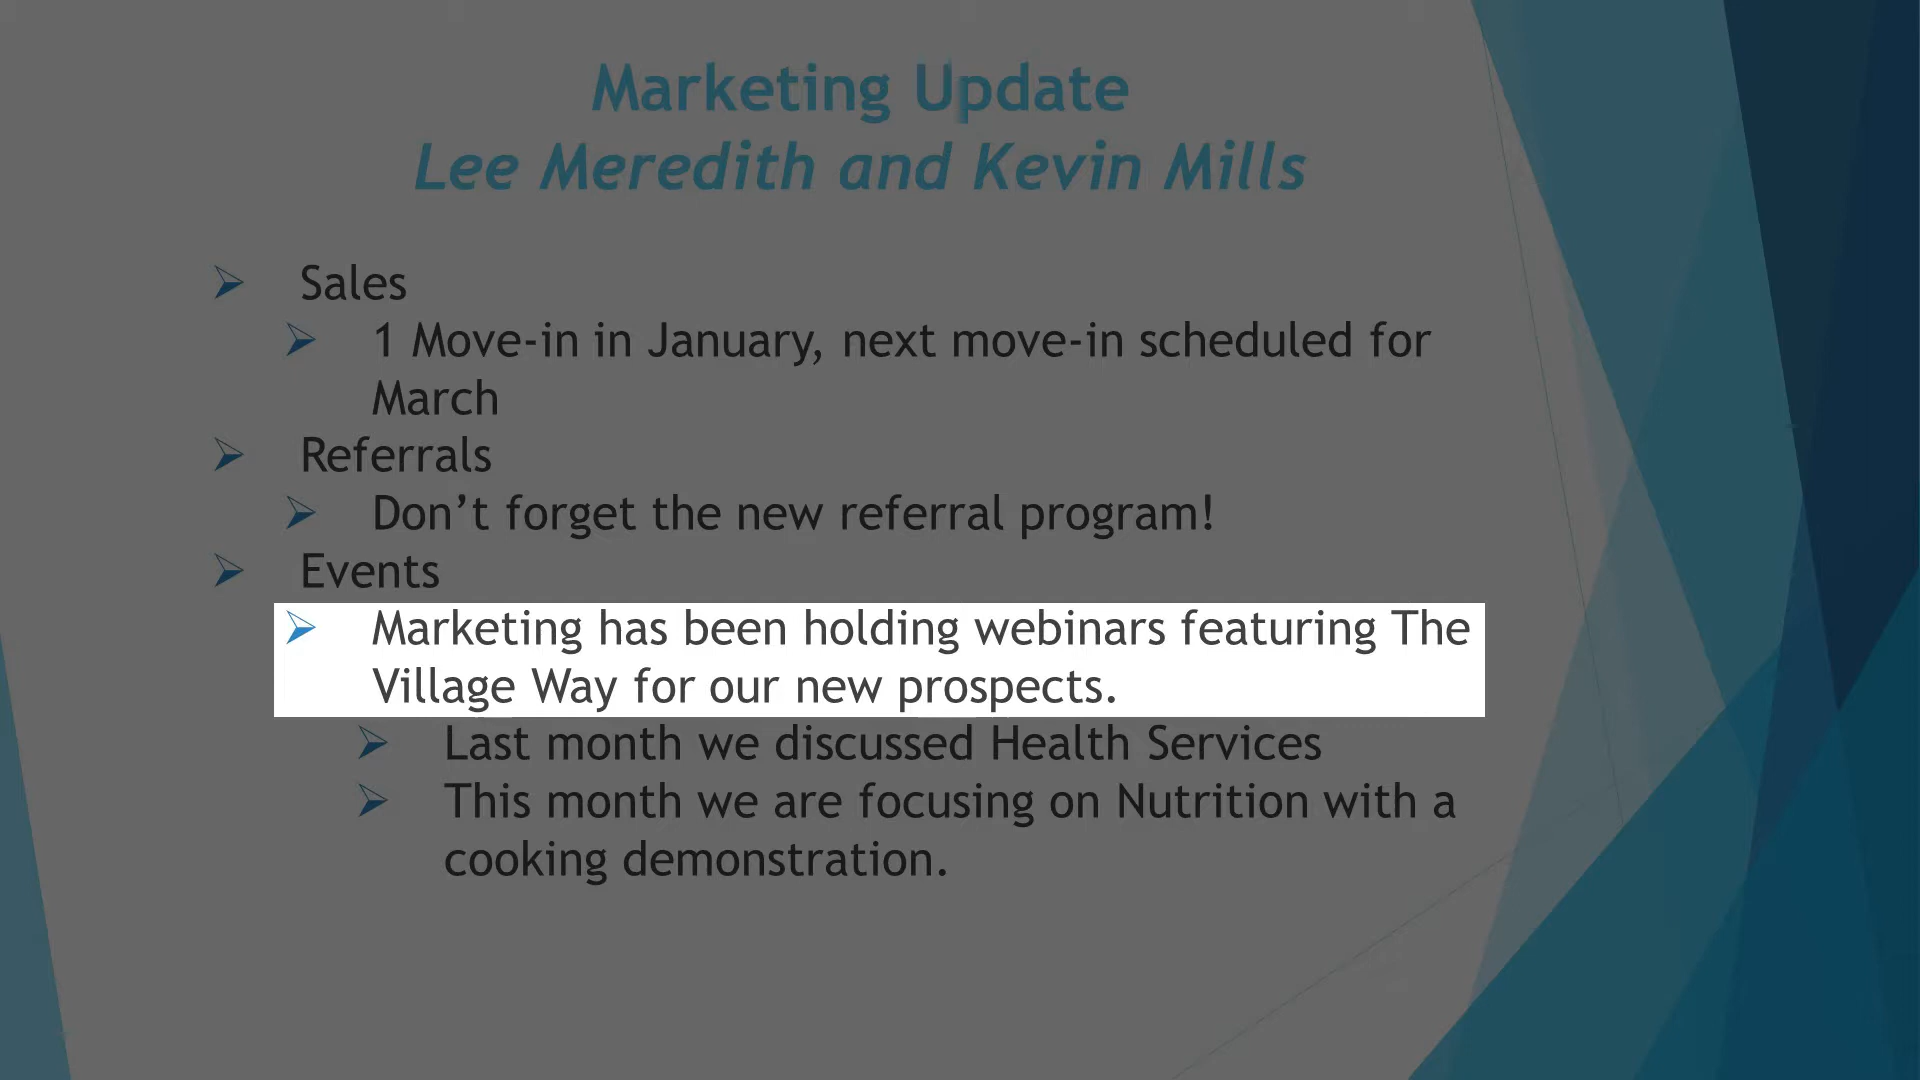 Marketing Update
Lee Meredith and Kevin Mills
Sales
1 Move-in in January, next move-in scheduled for
March
Referrals
Don’t forget the new referral program!
Events
Marketing has been holding webinars featuring The
Village Way for our new prospects.
Last month we discussed Health Services
This month we are focusing on Nutrition with a
cooking demonstration.